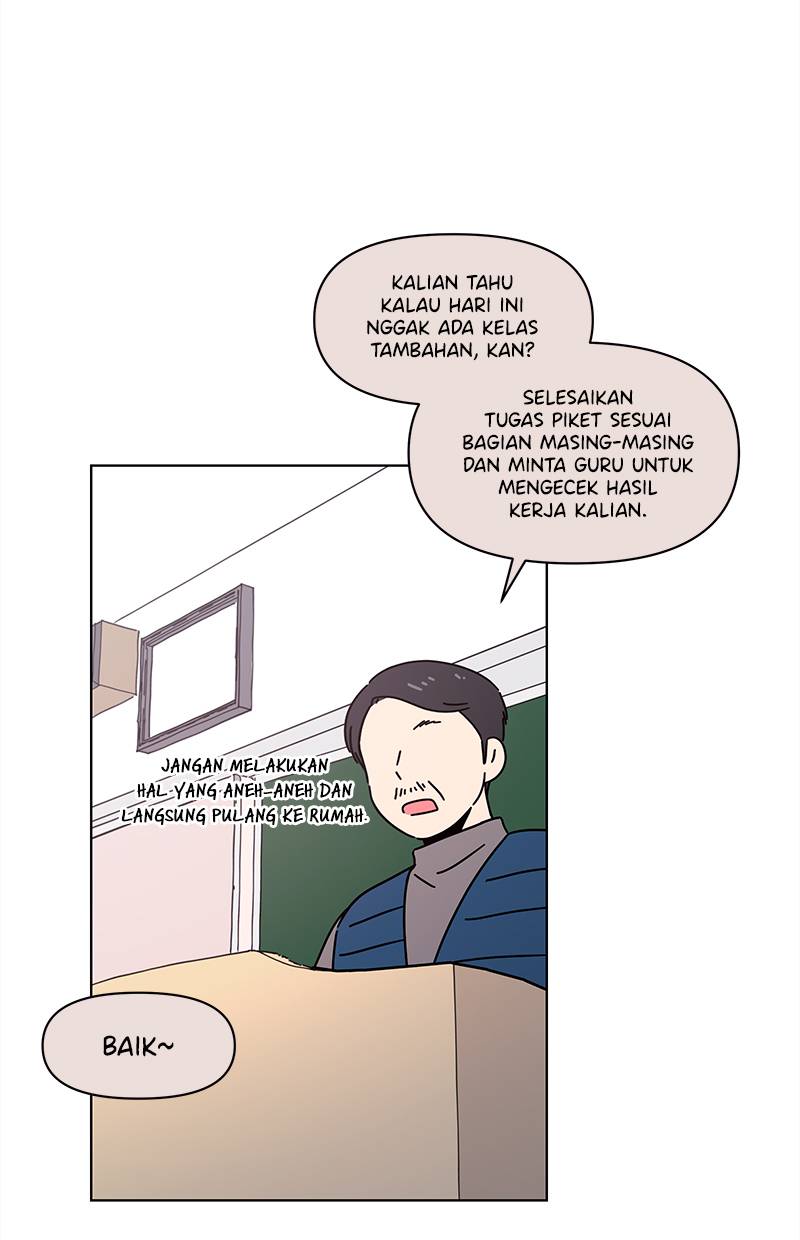 KALIAN TAHU
KALAU HARI INI
NGGAK ADA KELAS
TAMBAHAN, KAN?
SELESAIKAN
TUGAS PIKET SESUAI
BAGIAN MASING-MASING
DAN MINTA GURU UNTUK
MENGECEK HASIL
KERJA KALIAN.
JANGAN MELAKUKAN
HAL YANG ANEH-ANEH DAN
LANGSUNG PULANG KE RUMAH.
BAIK~